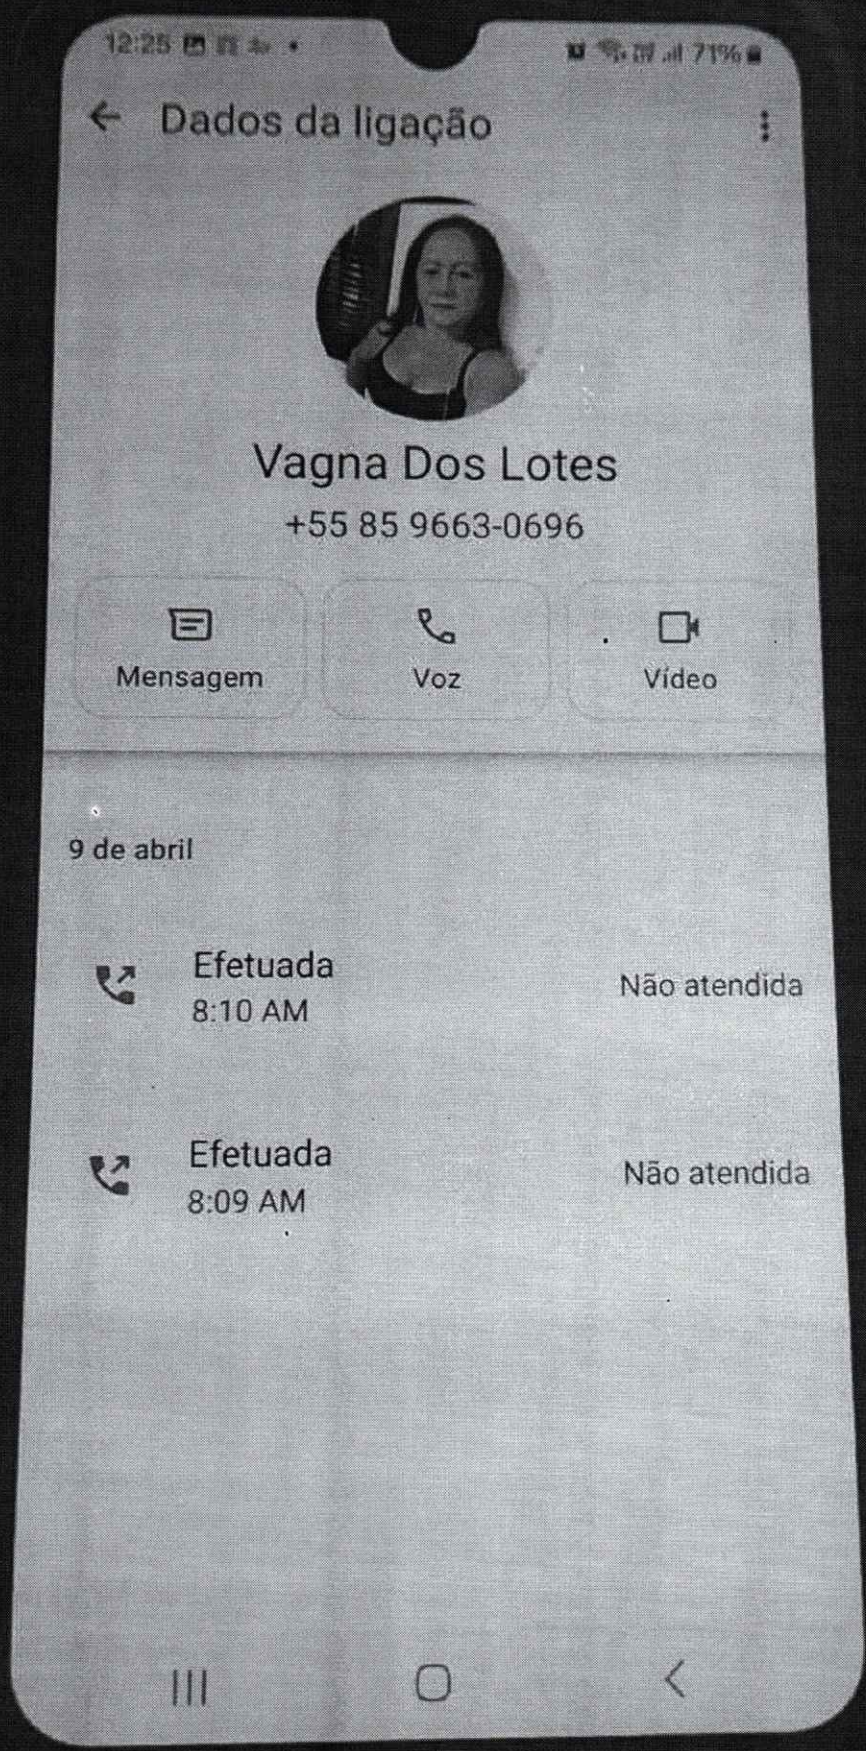 12:25
71%
Dados da ligação
Vagna Dos Lotes
+55 85 9663-0696
Mensagem
Voz
Vídeo
9 de abril
Efetuada
8:10 AM
Não atendida
Efetuada
8:09 AM
Não atendida